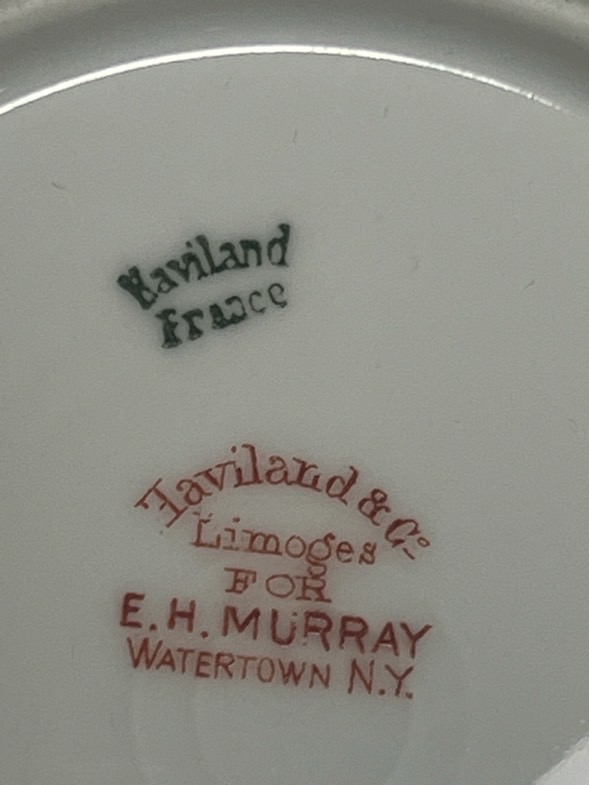 Haviland
France
Haviland & Co.
Limoges
FOR
E. H. MURRAY
WATERTOWN N.Y.